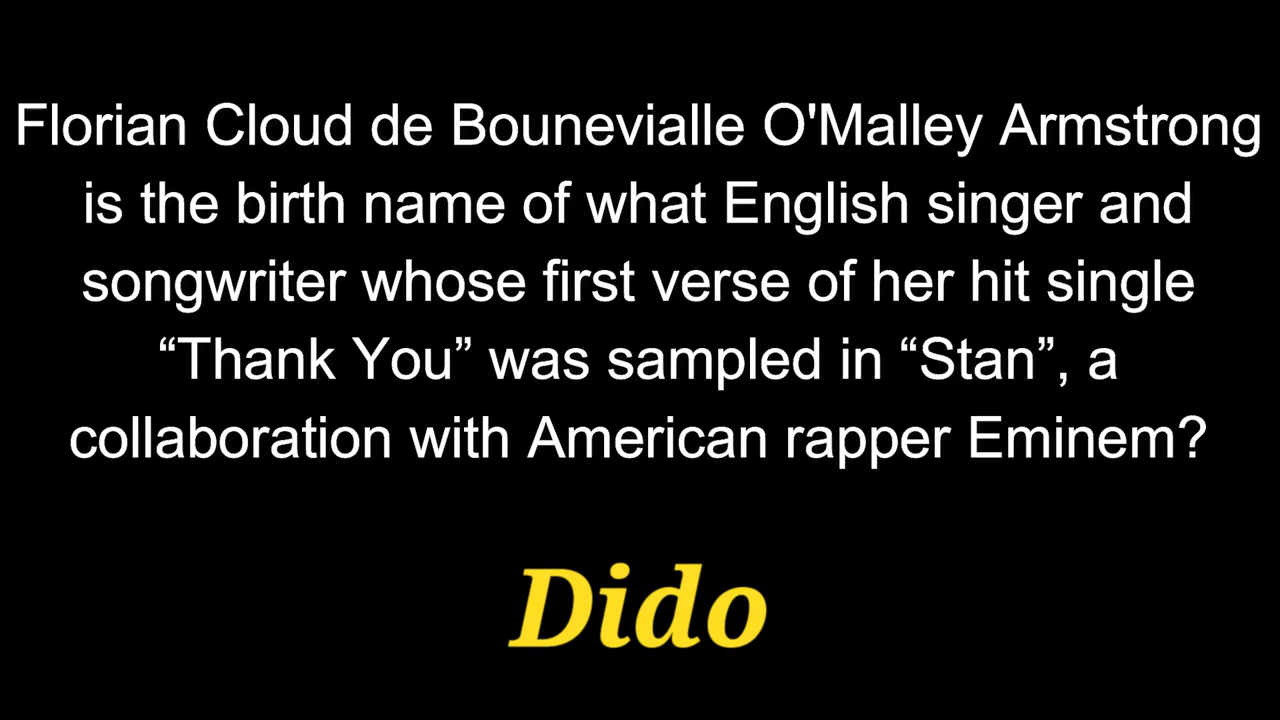 Florian Cloud de Bounevialle O'Malley Armstrong
is the birth name of what English singer and
songwriter whose first verse of her hit single
“Thank You” was sampled in “Stan”, a
collaboration with American rapper Eminem?
Dido